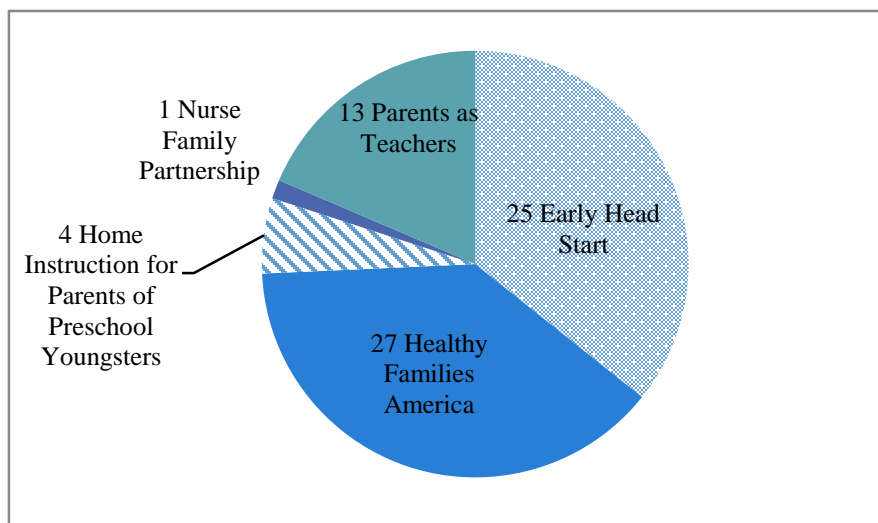 1 Nurse
Family
Partnership
13 Parents as
Teachers
25 Early Head
Start
4 Home
Instruction for
Parents of
Preschool
Youngsters
27 Healthy
Families
America